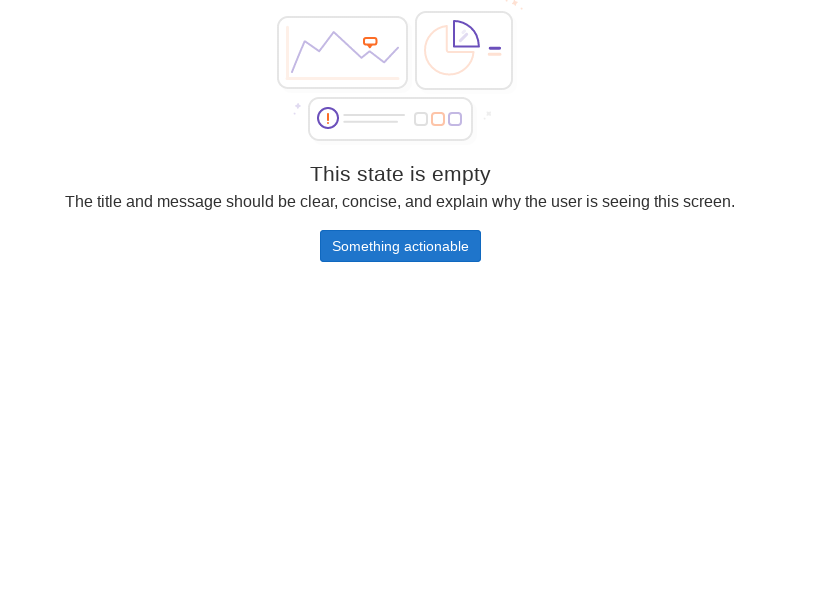 This state is empty
The title and message should be clear, concise, and explain why the user is seeing this screen.
Something actionable